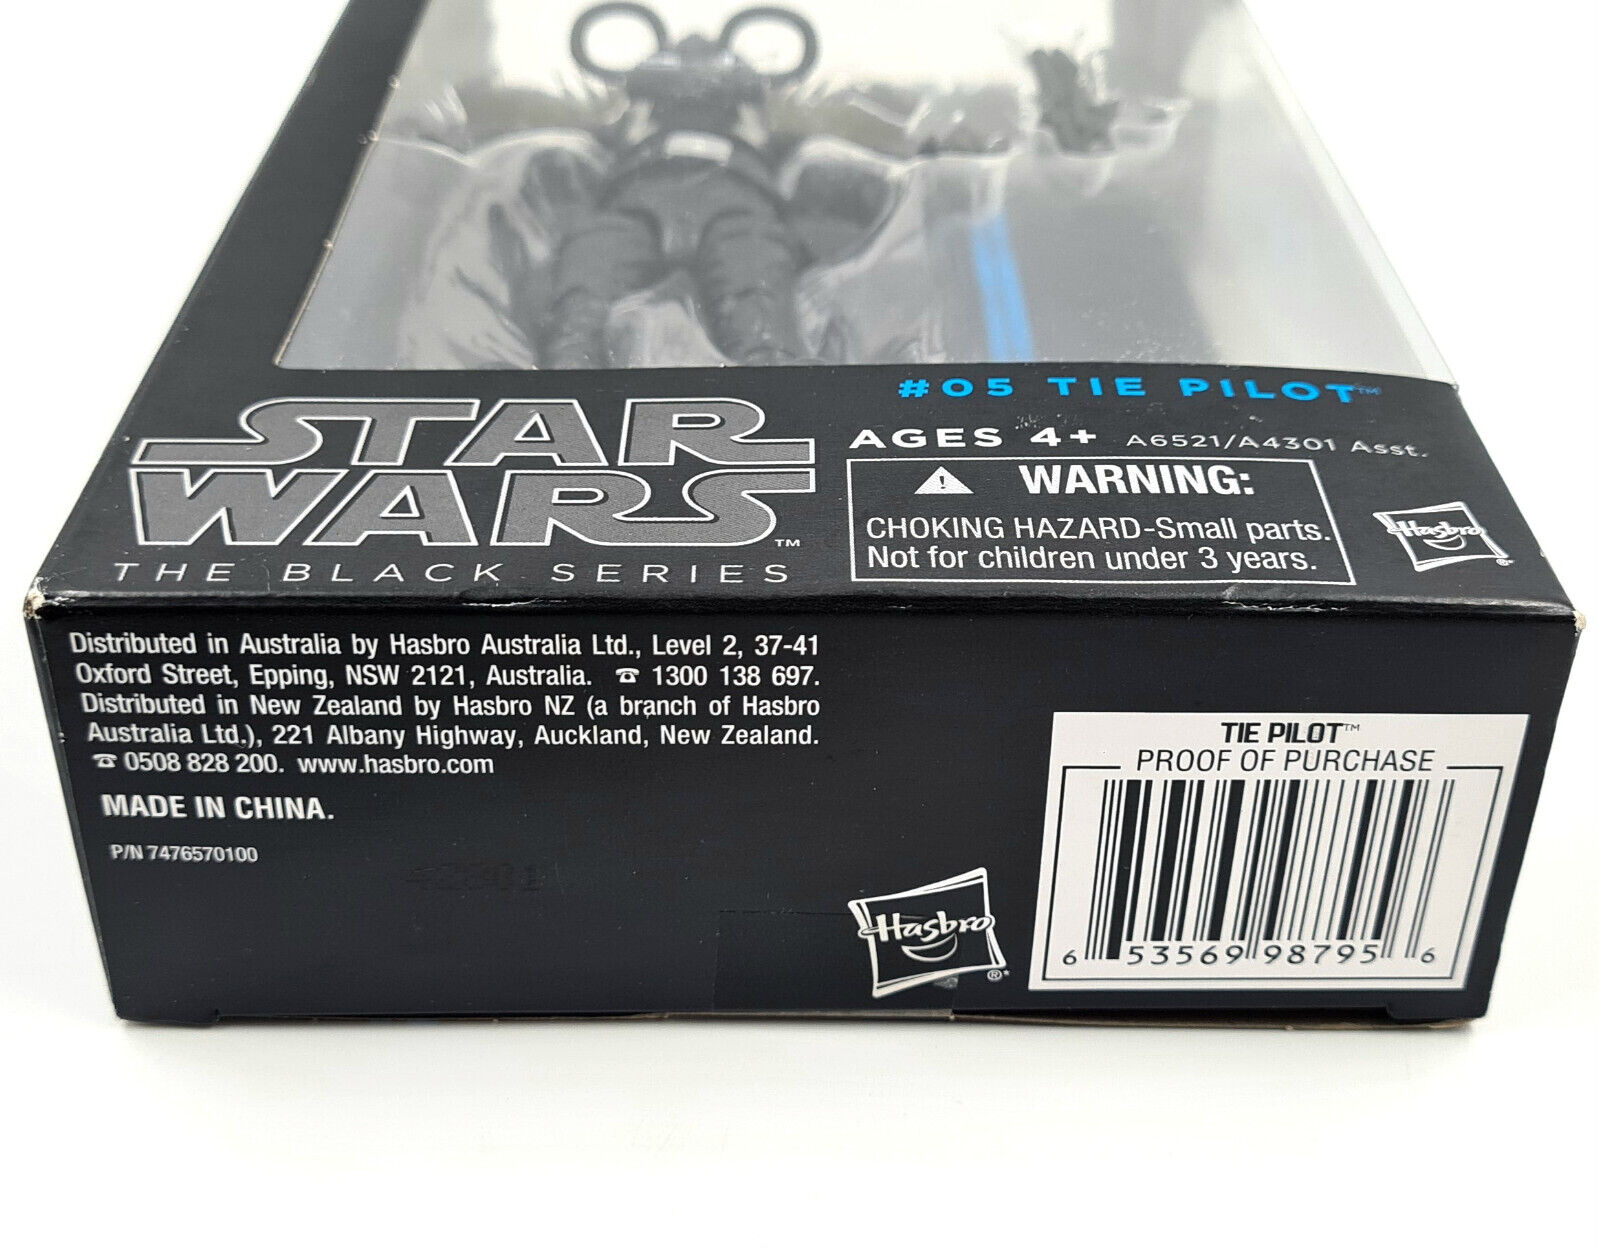 #05 TIE PILOT™
STAR
WARS™
THE BLACK SERIES
AGES 4+ A6521/A4301 Asst.
WARNING:
CHOKING HAZARD-Small parts.
Not for children under 3 years.
Hasbro®*
Distributed in Australia by Hasbro Australia Ltd., Level 2, 37-41
Oxford Street, Epping, NSW 2121, Australia. ☎ 1300 138 697.
Distributed in New Zealand by Hasbro NZ (a branch of Hasbro
Australia Ltd.), 221 Albany Highway, Auckland, New Zealand.
☎ 0508 828 200. www.hasbro.com
MADE IN CHINA.
P/N 7476570100
Hasbro®*
TIE PILOT™
PROOF OF PURCHASE
6 53569 98795 6